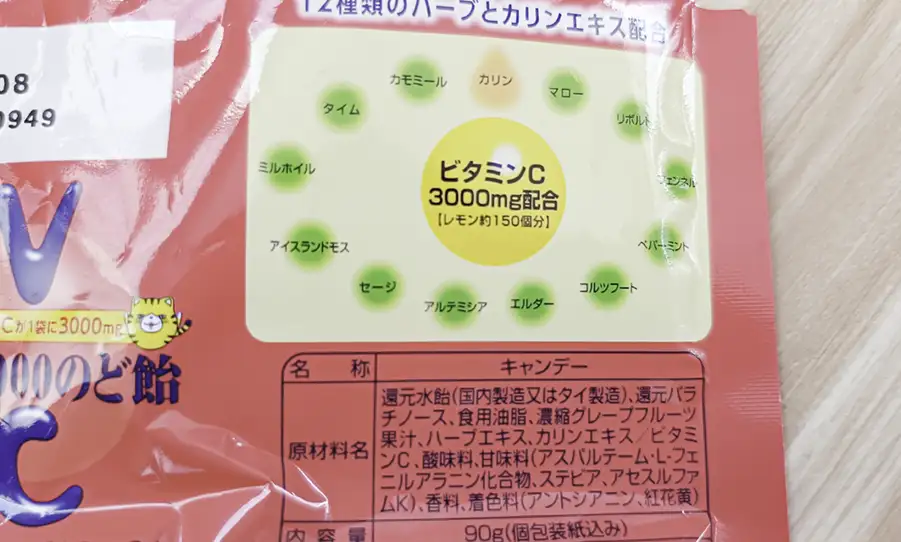 12種類のハーブとカリンエキス配合
08
0949
カモミール
カリン
マロー
タイム
リボルト
ミルホイル
フェンネル
ビタミンC
3000mg配合
【レモン約150個分】
アイスランドモス
ペパーミント
セージ
コルツフート
アルテミシア
エルダー
V
Cが1袋に3000mg
000のど飴
C
名 称
キャンデー
原材料名
還元水飴(国内製造又はタイ製造)、還元パラ
チノース、食用油脂、濃縮グレープフルーツ
果汁、ハーブエキス、カリンエキス／ビタミ
ンC、酸味料、甘味料(アスパルテーム・L-フェ
ニルアラニン化合物、ステビア、アセスルファ
ムK)、香料、着色料(アントシアニン、紅花黄)
内 容 量
90g(個包装紙込み)